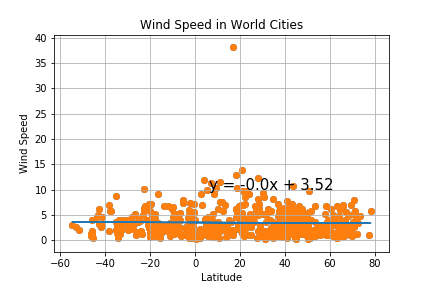 Wind Speed in World Cities
40
35
30
25
20
15
10
5
0
Wind Speed
y = -0.0x + 3.52
−60 −40 −20 0 20 40 60 80
Latitude